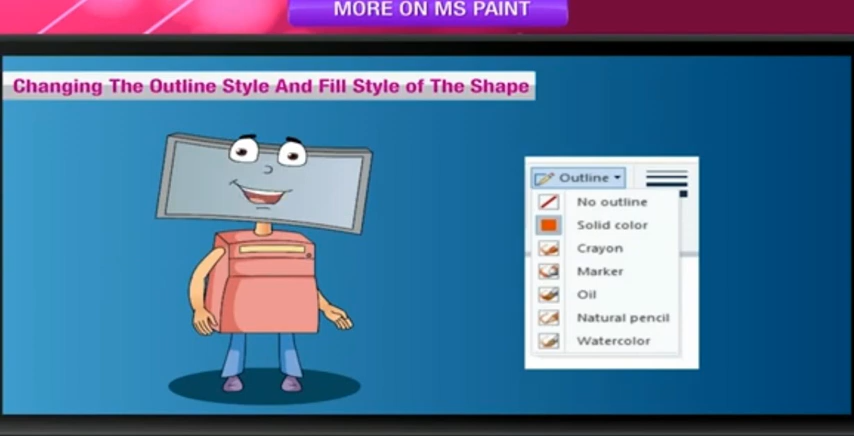 MORE ON MS PAINT
Changing The Outline Style And Fill Style of The Shape
Outline
No outline
Solid color
Crayon
Marker
Oil
Natural pencil
Watercolor